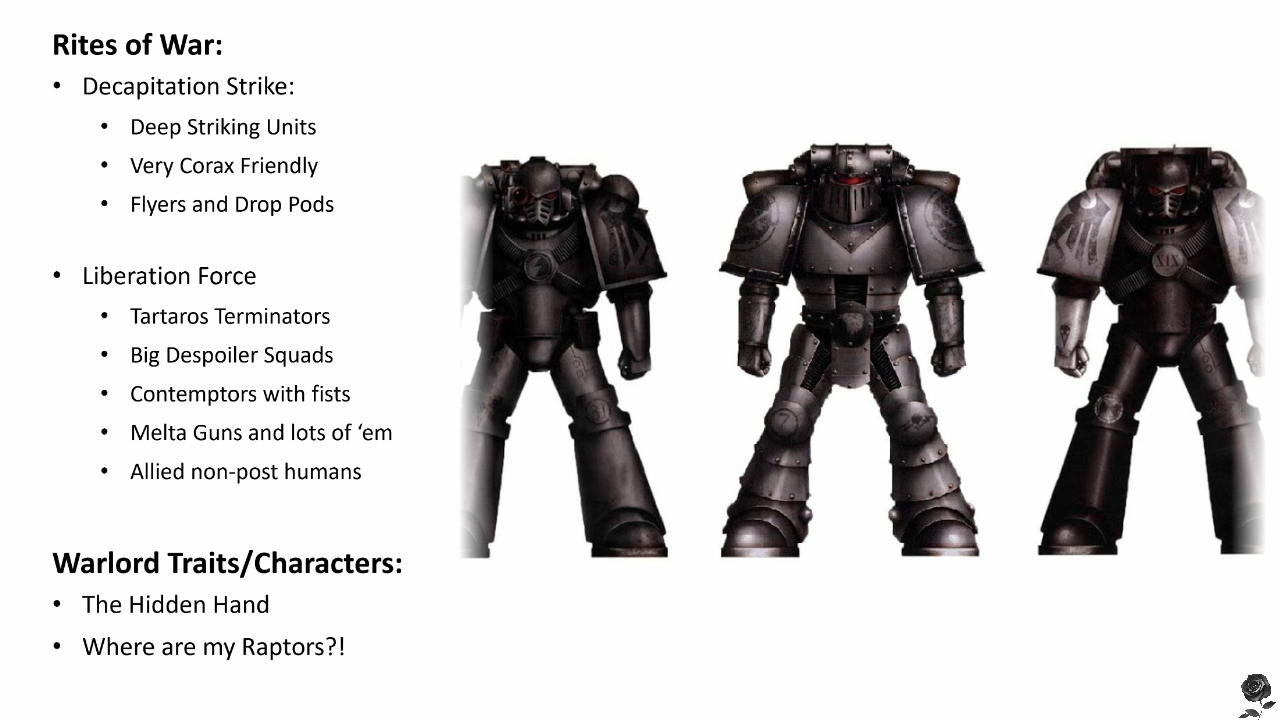 Rites of War:
• Decapitation Strike:
• Deep Striking Units
• Very Corax Friendly
• Flyers and Drop Pods
• Liberation Force
• Tartaros Terminators
• Big Despoiler Squads
• Contemptors with fists
• Melta Guns and lots of ‘em
• Allied non-post humans
Warlord Traits/Characters:
• The Hidden Hand
• Where are my Raptors?!
XIX
7